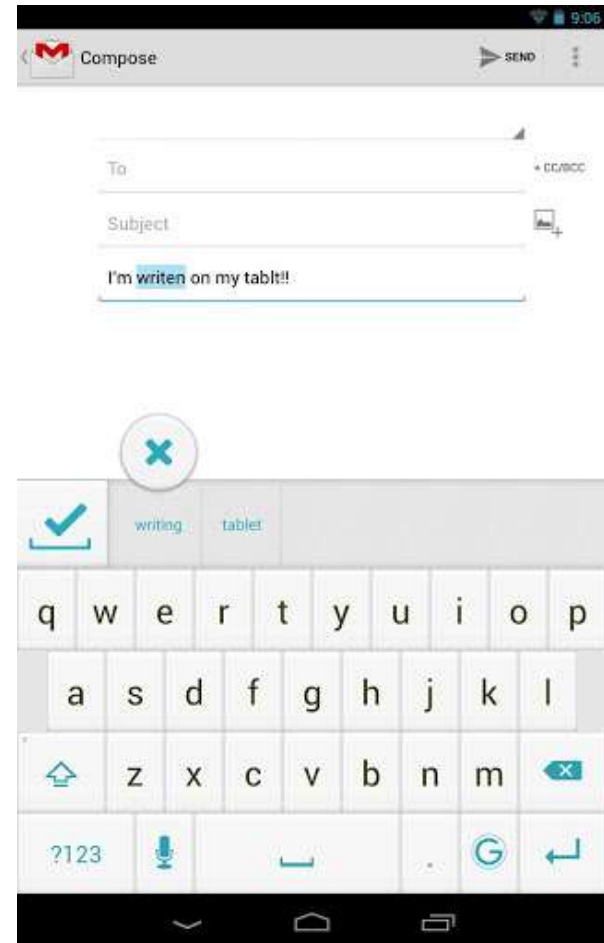 9:06
Compose SEND
To + CC/BCC
Subject
I'm writen on my tablt!!
writing tablet
q w e r t y u i o p
a s d f g h j k l
z x c v b n m
?123 . G